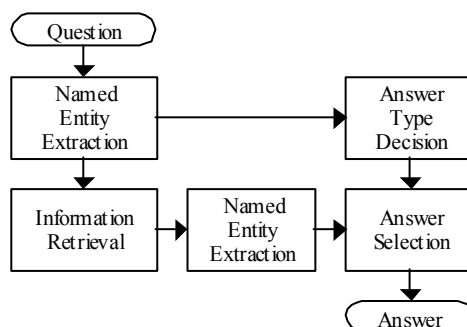 Question
Named
Entity
Extraction
Answer
Type
Decision
Information
Retrieval
Named
Entity
Extraction
Answer
Selection
Answer